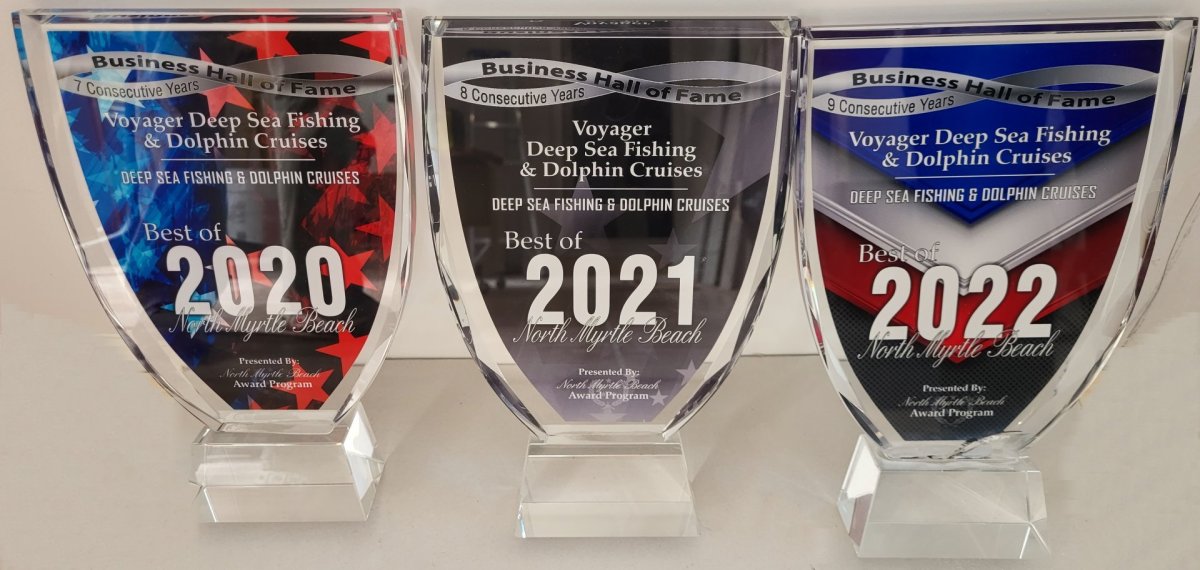 Business Hall of Fame
7 Consecutive Years
Voyager Deep Sea Fishing
& Dolphin Cruises
DEEP SEA FISHING & DOLPHIN CRUISES
Best of
2020
North Myrtle Beach
Presented By:
North Myrtle Beach
Award Program
Business Hall of Fame
8 Consecutive Years
Voyager
Deep Sea Fishing
& Dolphin Cruises
DEEP SEA FISHING & DOLPHIN CRUISES
Best of
2021
North Myrtle Beach
Presented By:
North Myrtle Beach
Award Program
Business Hall of Fame
9 Consecutive Years
Voyager Deep Sea Fishing
& Dolphin Cruises
DEEP SEA FISHING & DOLPHIN CRUISES
Best of
2022
North Myrtle Beach
Presented By:
North Myrtle Beach
Award Program